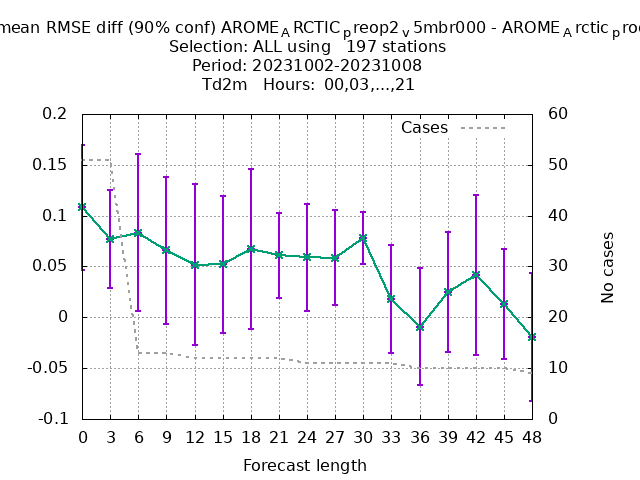 mean RMSE diff (90% conf) AROME_ARCTIC_preop2_v5mbr000 - AROME_Arctic_pro
Selection: ALL using 197 stations
Period: 20231002-20231008
Td2m Hours: 00,03,...,21
0.2
0.15
0.1
0.05
0
-0.05
-0.1
60
50
40
30
20
10
0
Cases
No cases
0 3 6 9 12 15 18 21 24 27 30 33 36 39 42 45 48
Forecast length